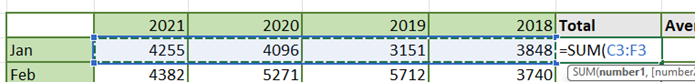 2021 2020 2019 2018 Total Aver
Jan 4255 4096 3151 3848 =SUM(C3:F3
Feb 4382 5271 5712 3740 SUM(number1, [number